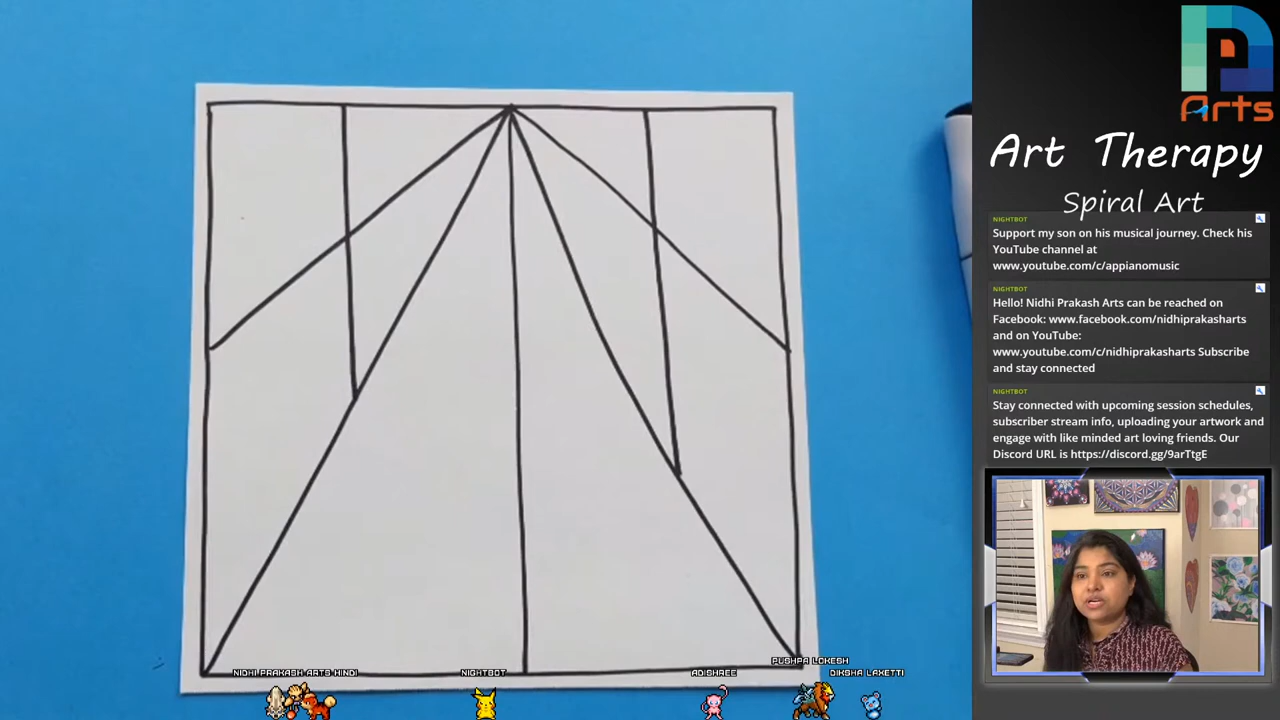 Arts
Art Therapy
Spiral Art
NIGHTBOT
Support my son on his musical journey. Check his
YouTube channel at
www.youtube.com/c/appianomusic
NIGHTBOT
Hello! Nidhi Prakash Arts can be reached on
Facebook: www.facebook.com/nidhiprakasharts
and on YouTube:
www.youtube.com/c/nidhiprakasharts Subscribe
and stay connected
NIGHTBOT
Stay connected with upcoming session schedules,
subscriber stream info, uploading your artwork and
engage with like minded art loving friends. Our
Discord URL is https://discord.gg/9arTtgE
NIDHI PRAKASH ARTS HINDI
NIGHTBOT
ADISHREE
PUSHPA LOKESH
DIKSHA LAXETTI